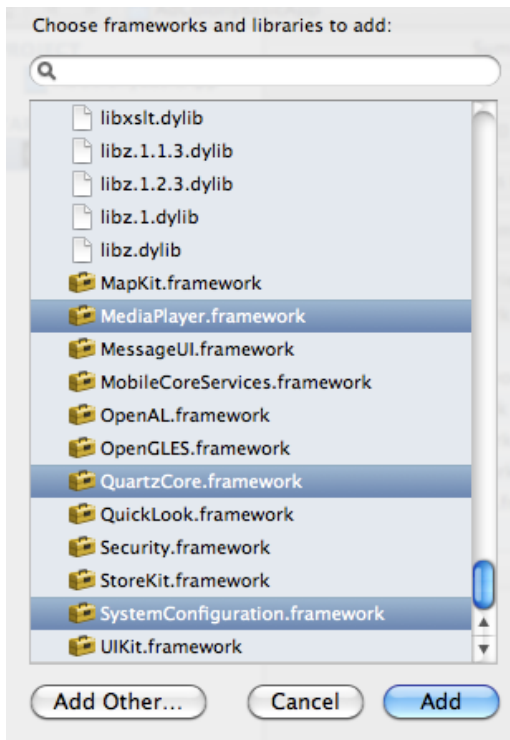 Choose frameworks and libraries to add:
libxslt.dylib
libz.1.1.3.dylib
libz.1.2.3.dylib
libz.1.dylib
libz.dylib
MapKit.framework
MediaPlayer.framework
MessageUI.framework
MobileCoreServices.framework
OpenAL.framework
OpenGLES.framework
QuartzCore.framework
QuickLook.framework
Security.framework
StoreKit.framework
SystemConfiguration.framework
UIKit.framework
Add Other... Cancel Add